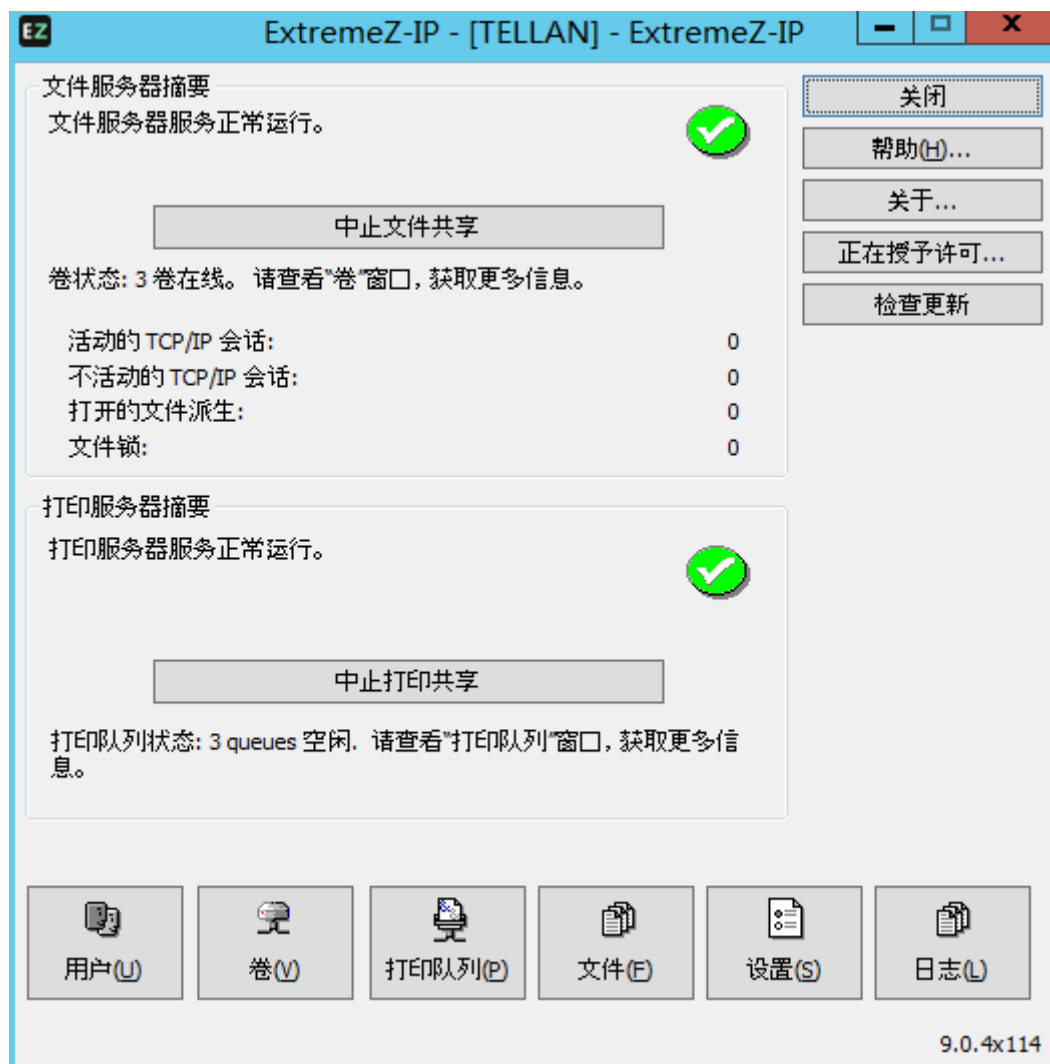 EZ ExtremeZ-IP - [TELLAN] - ExtremeZ-IP
文件服务器摘要
文件服务器服务正常运行。
中止文件共享
卷状态: 3 卷在线。 请查看“卷”窗口, 获取更多信息。
活动的 TCP/IP 会话: 0
不活动的 TCP/IP 会话: 0
打开的文件派生: 0
文件锁: 0
关闭
帮助(H)...
关于...
正在授予许可...
检查更新
打印服务器摘要
打印服务器服务正常运行。
中止打印共享
打印队列状态: 3 queues 空闲. 请查看“打印队列”窗口, 获取更多信
息。
用户(U) 卷(V) 打印队列(P) 文件(F) 设置(S) 日志(L)
9.0.4x114